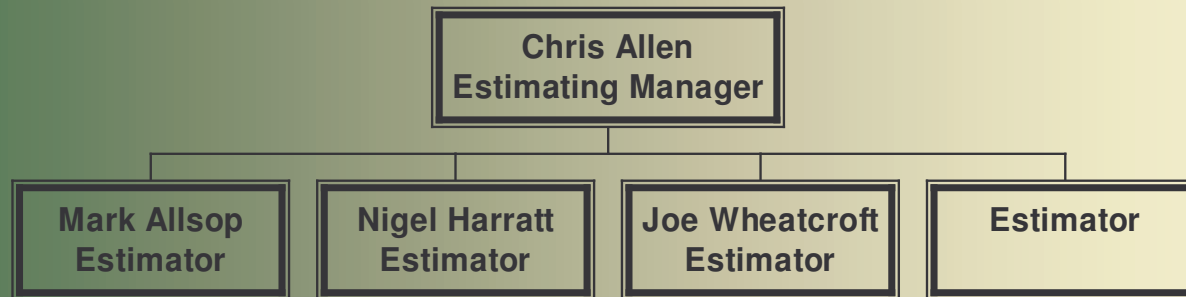 Chris Allen
Estimating Manager
Mark Allsop
Estimator
Nigel Harratt
Estimator
Joe Wheatcroft
Estimator
Estimator